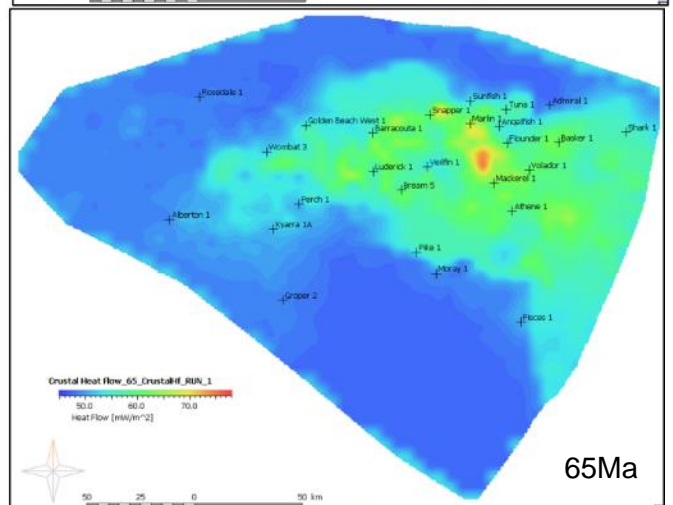 Sunfish 1
Rosedale 1
Tuna 1
Admiral 1
Snapper 1
Marlin 1
Angelfish 1
Golden Beach West 1
Barracouta 1
Shark 1
Flounder 1
Basker 1
Wombat 3
Luderick 1
Veilfin 1
Volador 1
Mackerel 1
Bream 5
Perch 1
Athene 1
Alberton 1
Kyarra 1A
Pike 1
Moray 1
Groper 2
Pisces 1
Crustal Heat Flow_65_CrustalHf_RUN_1
50.0 60.0 70.0
Heat Flow [mW/m^2]
65Ma
50 25 0 50 km